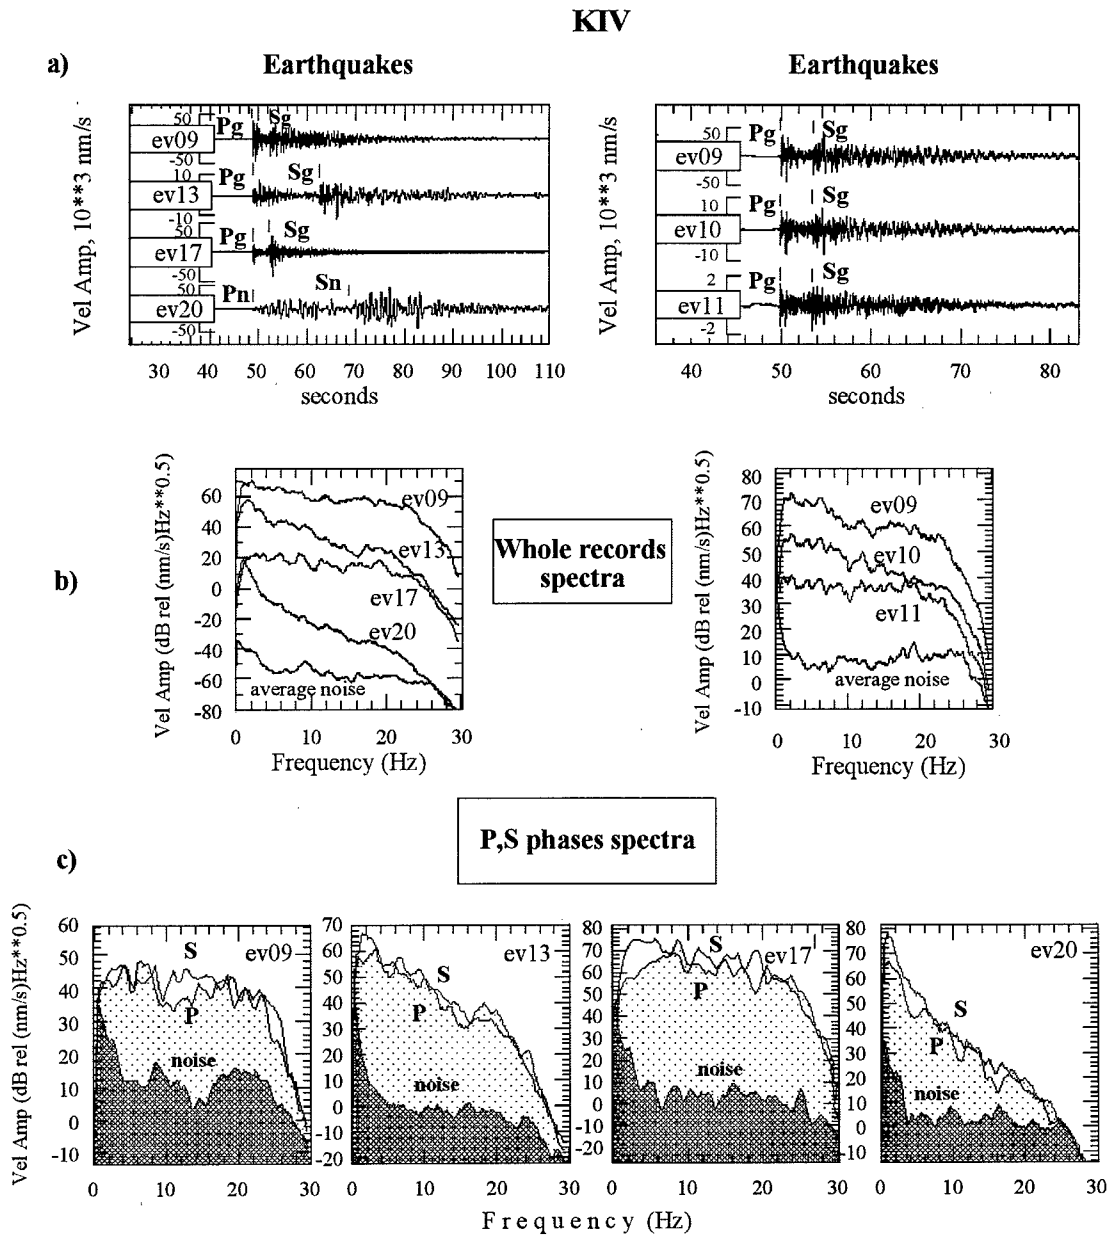 KIV
a)
Earthquakes
Earthquakes
Vel Amp, 10**3 nm/s
50
Pg
Sg
ev09
-50
10
Pg
Sg
ev13
-10
50
Pg
Sg
ev17
-50
50
Pn
Sn
ev20
-50
30 40 50 60 70 80 90 100 110
seconds
Vel Amp, 10**3 nm/s
50
Pg
Sg
ev09
-50
10
Pg
Sg
ev10
-10
2
Pg
Sg
ev11
-2
40 50 60 70 80
seconds
b)
Vel Amp (dB rel (nm/s)Hz**0.5)
60
40
20
0
-20
-40
-60
-80
ev09
ev13
ev17
ev20
average noise
0 10 20 30
Frequency (Hz)
Whole records
spectra
Vel Amp (dB rel (nm/s)Hz**0.5)
80
70
60
50
40
30
20
10
0
-10
ev09
ev10
ev11
average noise
0 10 20 30
Frequency (Hz)
P,S phases spectra
c)
Vel Amp (dB rel (nm/s)Hz**0.5)
60
50
40
30
20
10
0
-10
S
ev09
P
noise
0 10 20 30
70
60
50
40
30
20
10
0
-10
-20
ev13
S
P
noise
0 10 20 30
80
70
60
50
40
30
20
10
0
-10
-20
S
ev17
P
noise
0 10 20 30
80
70
60
50
40
30
20
10
0
-10
ev20
S
P
noise
0 10 20 30
Frequency (Hz)